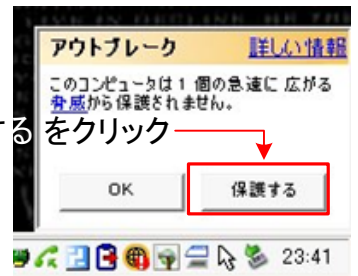 アウトブレーク 詳しい情報
このコンピュータは 1 個の急速に 広がる
脅威から保護されま せん。
する をクリック
OK 保護する
23:41